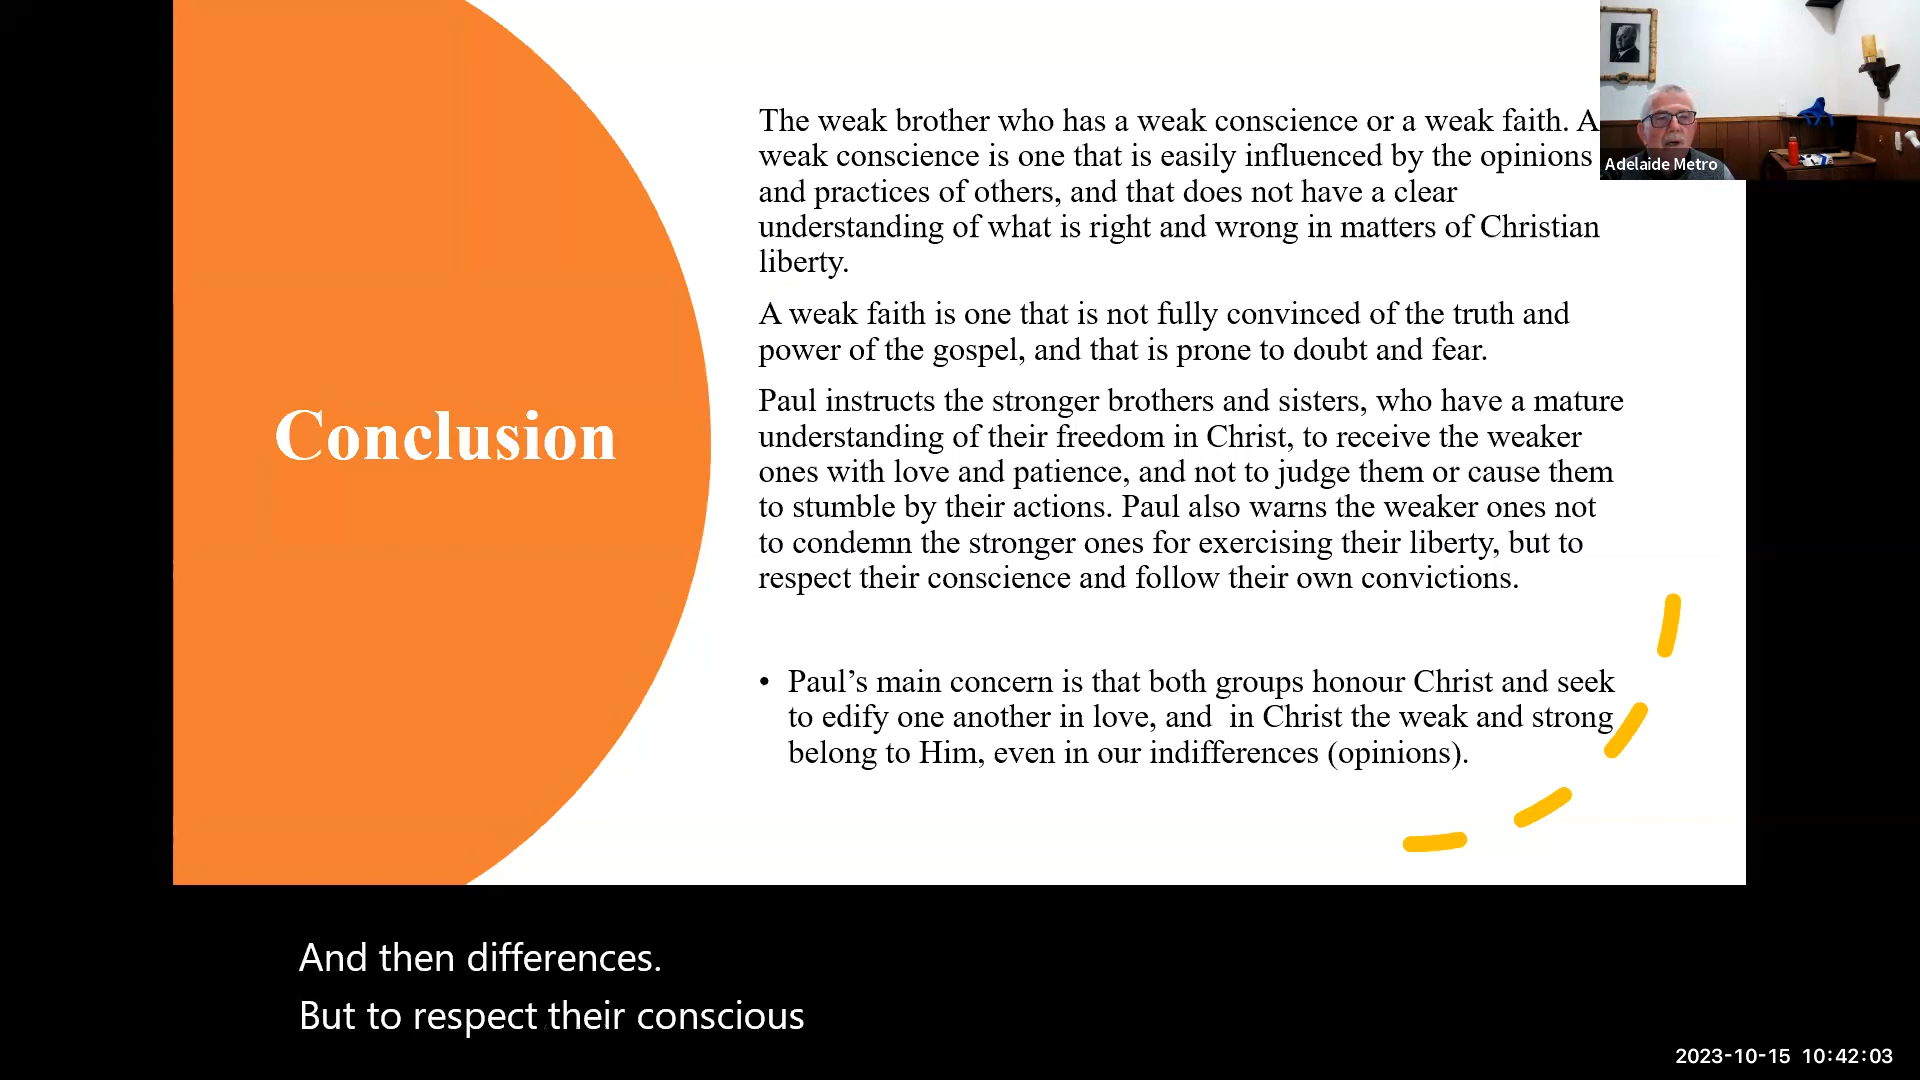 The weak brother who has a weak conscience or a weak faith. A
weak conscience is one that is easily influenced by the opinions
and practices of others, and that does not have a clear
understanding of what is right and wrong in matters of Christian
liberty.
A weak faith is one that is not fully convinced of the truth and
power of the gospel, and that is prone to doubt and fear.
Conclusion
Paul instructs the stronger brothers and sisters, who have a mature
understanding of their freedom in Christ, to receive the weaker
ones with love and patience, and not to judge them or cause them
to stumble by their actions. Paul also warns the weaker ones not
to condemn the stronger ones for exercising their liberty, but to
respect their conscience and follow their own convictions.
• Paul’s main concern is that both groups honour Christ and seek
to edify one another in love, and  in Christ the weak and strong
belong to Him, even in our indifferences (opinions).
Adelaide Metro
And then differences.
But to respect their conscious
2023-10-15 10:42:03